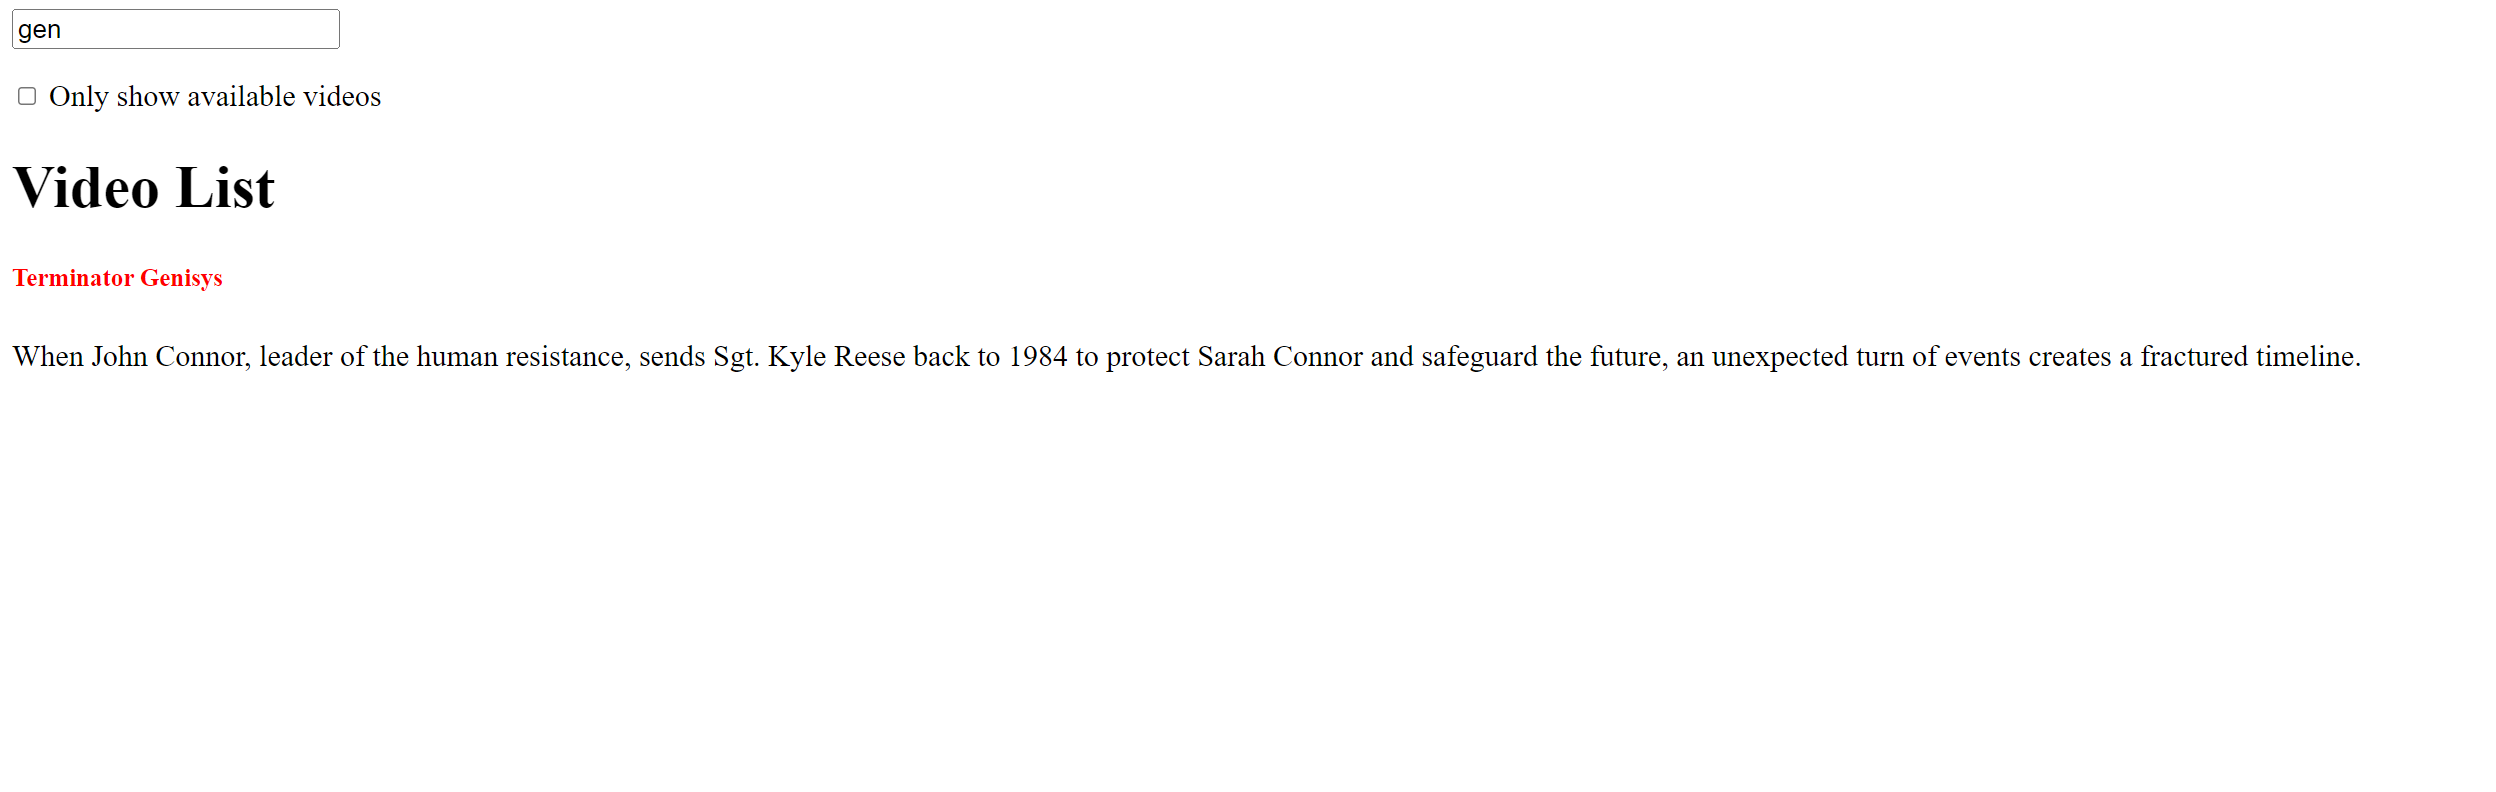 gen
Only show available videos
Video List
Terminator Genisys
When John Connor, leader of the human resistance, sends Sgt. Kyle Reese back to 1984 to protect Sarah Connor and safeguard the future, an unexpected turn of events creates a fractured timeline.